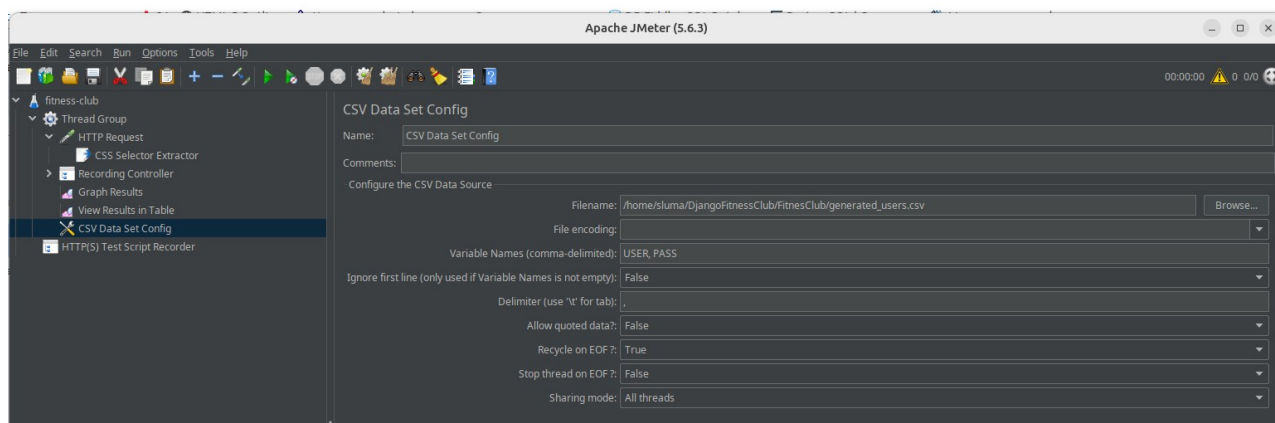 Apache JMeter (5.6.3)
File Edit Search Run Options Tools Help
00:00:00 0 0/0
fitness-club
Thread Group
HTTP Request
CSS Selector Extractor
Recording Controller
Graph Results
View Results in Table
CSV Data Set Config
HTTP(S) Test Script Recorder
CSV Data Set Config
Name: CSV Data Set Config
Comments:
Configure the CSV Data Source
Filename: /home/sluma/DjangoFitnessClub/FitnesClub/generated_users.csv Browse...
File encoding:
Variable Names (comma-delimited): USER, PASS
Ignore first line (only used if Variable Names is not empty): False
Delimiter (use '\t' for tab): ,
Allow quoted data?: False
Recycle on EOF ?: True
Stop thread on EOF ?: False
Sharing mode: All threads